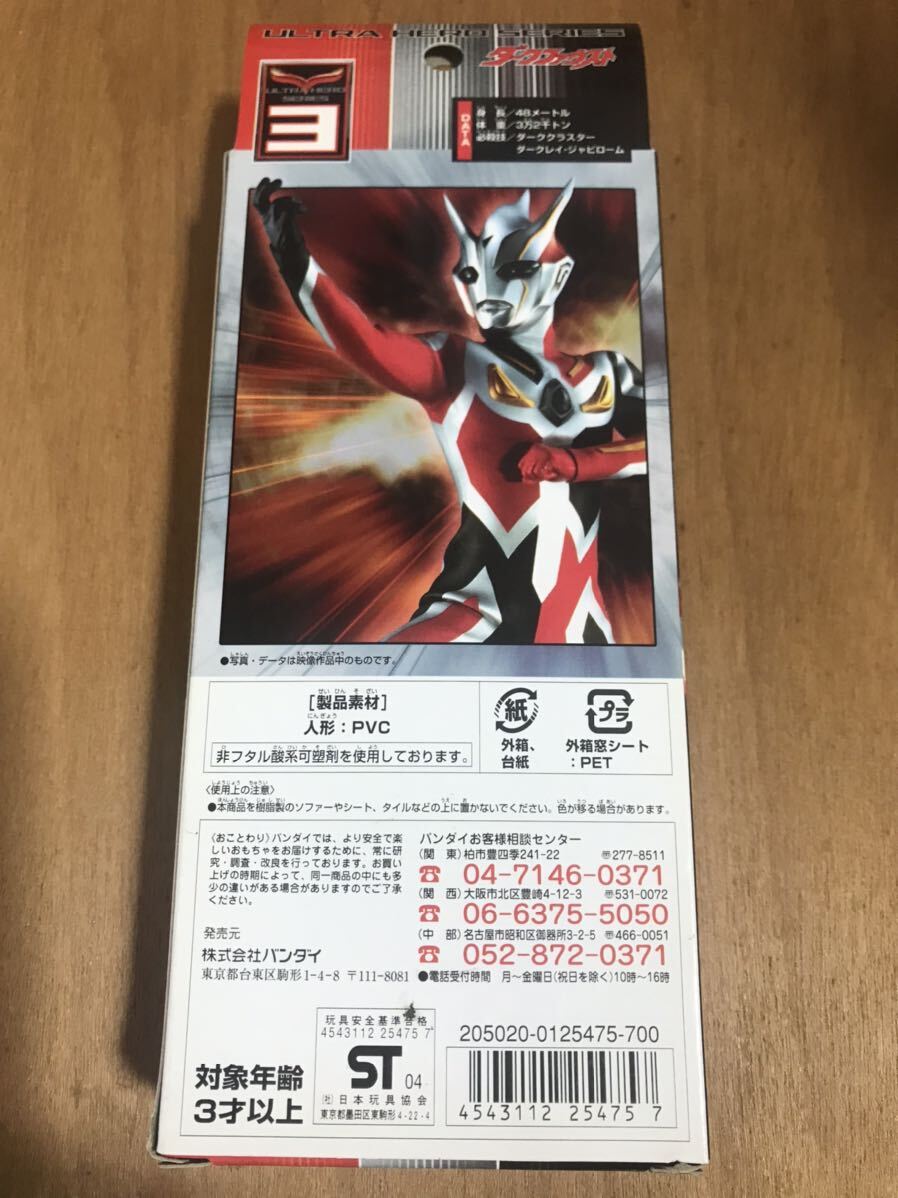 ULTRA HERO SERIES
ダークファウスト
ULTRA HERO
SERIES
3
DATA
身長/48メートル
体重/3万2千トン
必殺技/ダーククラスター
ダークレイ・ジャビローム
●写真・データは映像作品中のものです。
[製品素材]
人形：PVC
非フタル酸系可塑剤を使用しております。
紙
外箱、
台紙
プラ
外箱窓シート
：PET
〈使用上の注意〉
●本商品を樹脂製のソファーやシート、タイルなどの上に置かないでください。色が移る場合があります。
〈おことわり〉バンダイでは、より安全で楽
しいおもちゃをお届けするために、常に研
究・調査・改良を行っております。お買い
上げの時期によって、同一商品の中にも多
少の違いがある場合がありますのでご了承
ください。
発売元
株式会社バンダイ
東京都台東区駒形1-4-8 〒111-8081
バンダイお客様相談センター
(関 東)柏市豊四季241-22 〒277-8511
☎ 04-7146-0371
(関 西)大阪市北区豊崎4-12-3 〒531-0072
☎ 06-6375-5050
(中 部)名古屋市昭和区御器所3-2-5 〒466-0051
☎ 052-872-0371
●電話受付時間 月〜金曜日(祝日を除く)10時〜16時
対象年齢
3才以上
玩具安全基準合格
4543112 25475 7
ST 04
(社)日本玩具協会
東京都墨田区東駒形4-22-4
205020-0125475-700
4543112 25475 7